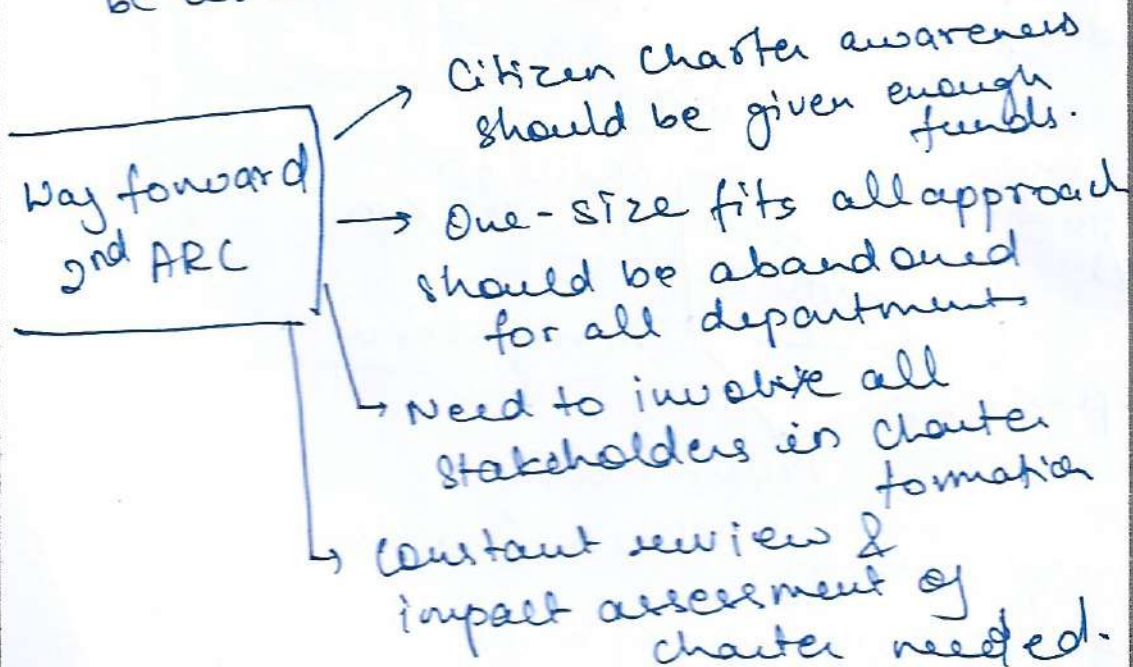 be
Citizen Charter awareness
should be given enough
funds.
Way forward
2nd ARC
One-size fits all approach
should be abandoned
for all departments
Need to involve all
stakeholders in charter
formation
Constant review &
impact assessment of
charter needed.